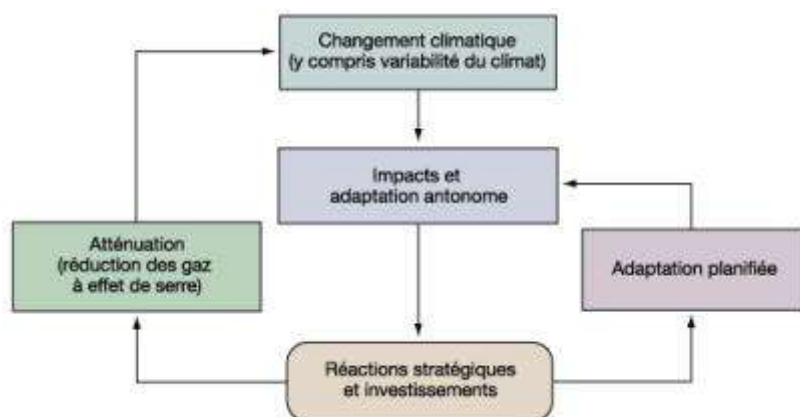 Changement climatique
(y compris variabilité du climat)
Impacts et
adaptation antonome
Atténuation
(réduction des gaz
à effet de serre)
Adaptation planifiée
Réactions stratégiques
et investissements